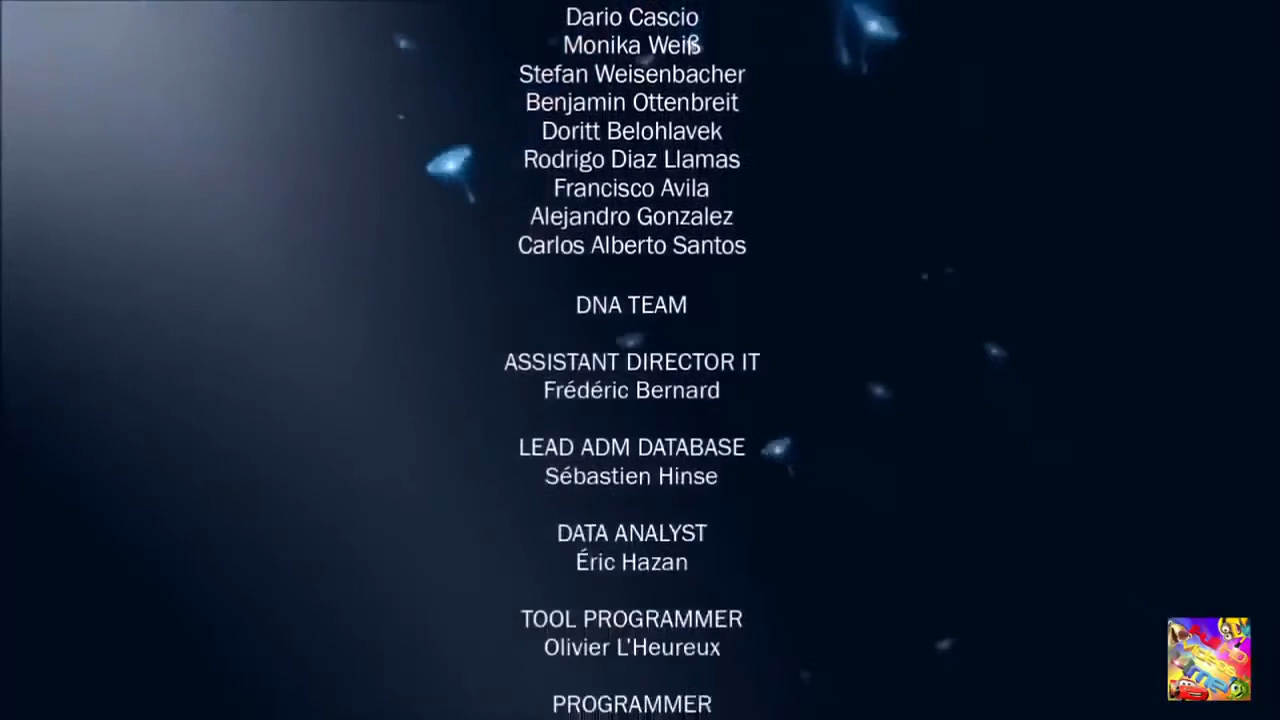 Dario Cascio
Monika Weiß
Stefan Weisenbacher
Benjamin Ottenbreit
Doritt Belohlavek
Rodrigo Diaz Llamas
Francisco Avila
Alejandro Gonzalez
Carlos Alberto Santos
DNA TEAM
ASSISTANT DIRECTOR IT
Frédéric Bernard
LEAD ADM DATABASE
Sébastien Hinse
DATA ANALYST
Éric Hazan
TOOL PROGRAMMER
Olivier L'Heureux
PROGRAMMER